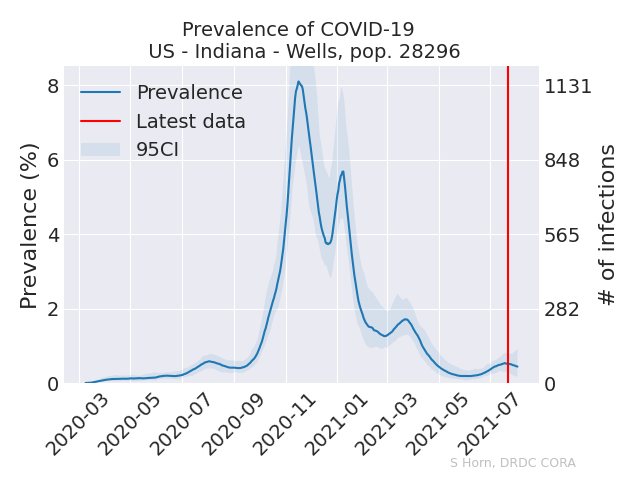 Prevalence of COVID-19
US - Indiana - Wells, pop. 28296
Prevalence
Latest data
95CI
Prevalence (%)
8
6
4
2
0
1131
848
565
282
0
# of infections
2020-03
2020-05
2020-07
2020-09
2020-11
2021-01
2021-03
2021-05
2021-07
S Horn, DRDC CORA